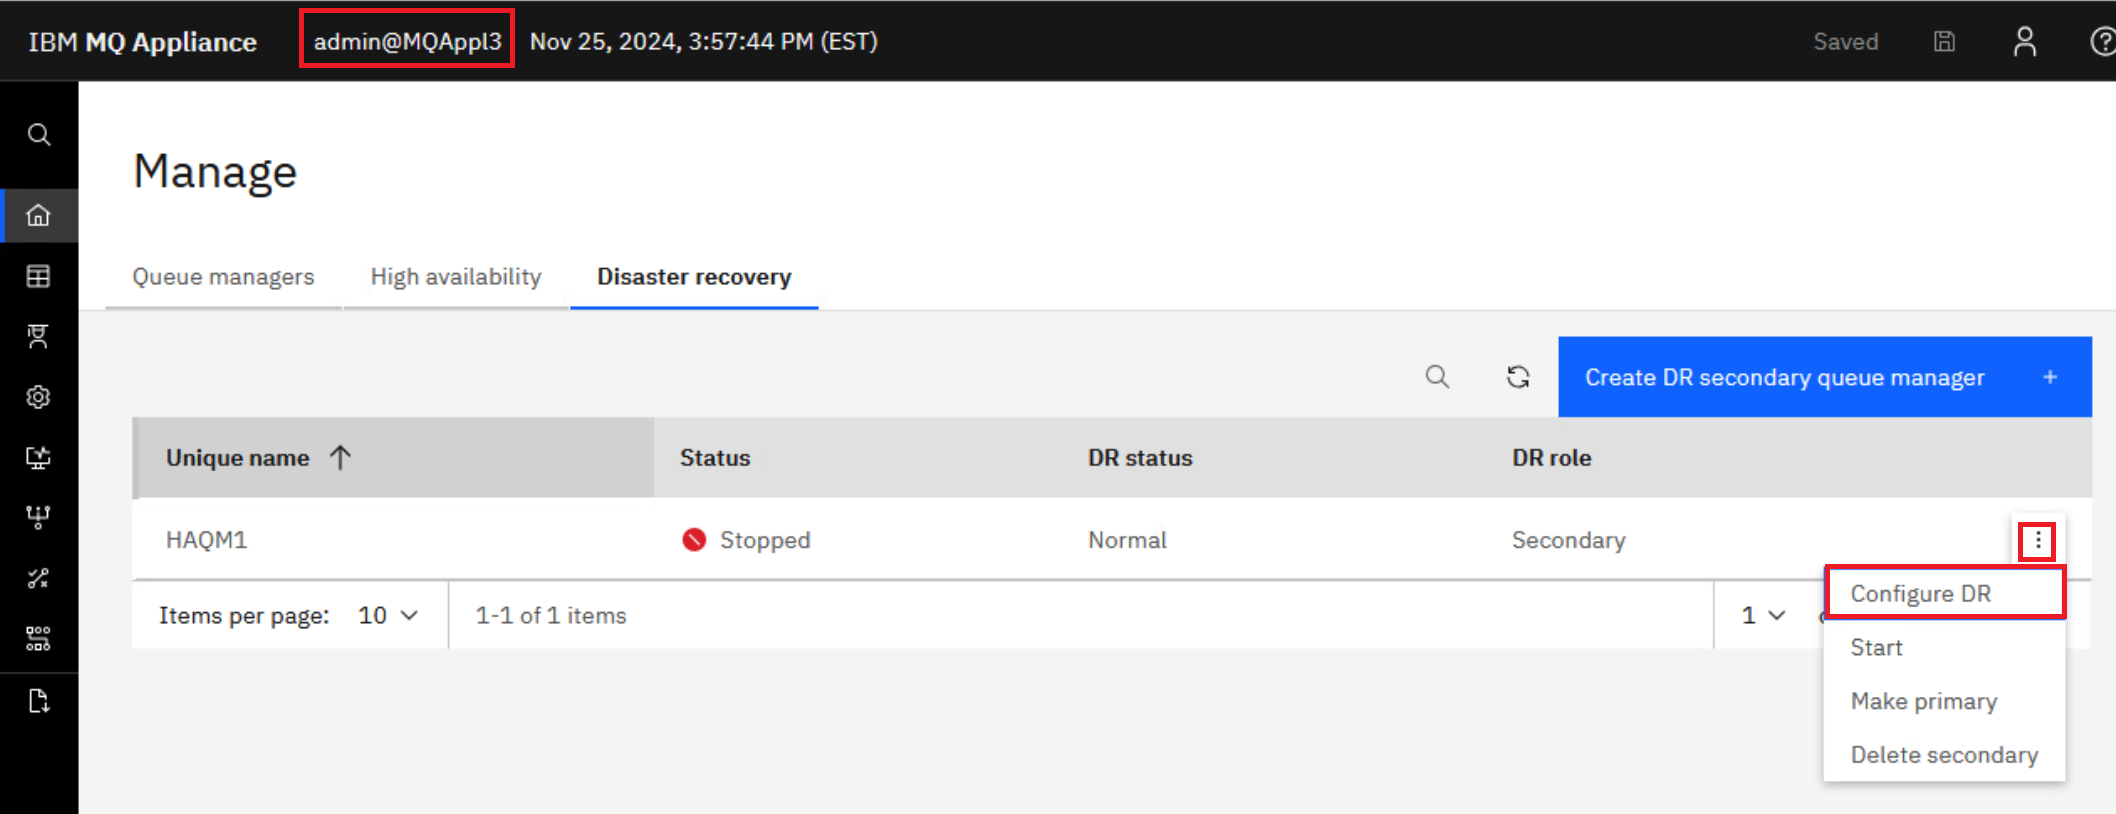 IBM MQ Appliance admin@MQAppl3 Nov 25, 2024, 3:57:44 PM (EST) Saved
Manage
Queue managers High availability Disaster recovery
Create DR secondary queue manager +
Unique name Status DR status DR role
HAQM1 Stopped Normal Secondary
Configure DR
Items per page: 10 1-1 of 1 items 1
Start
Make primary
Delete secondary